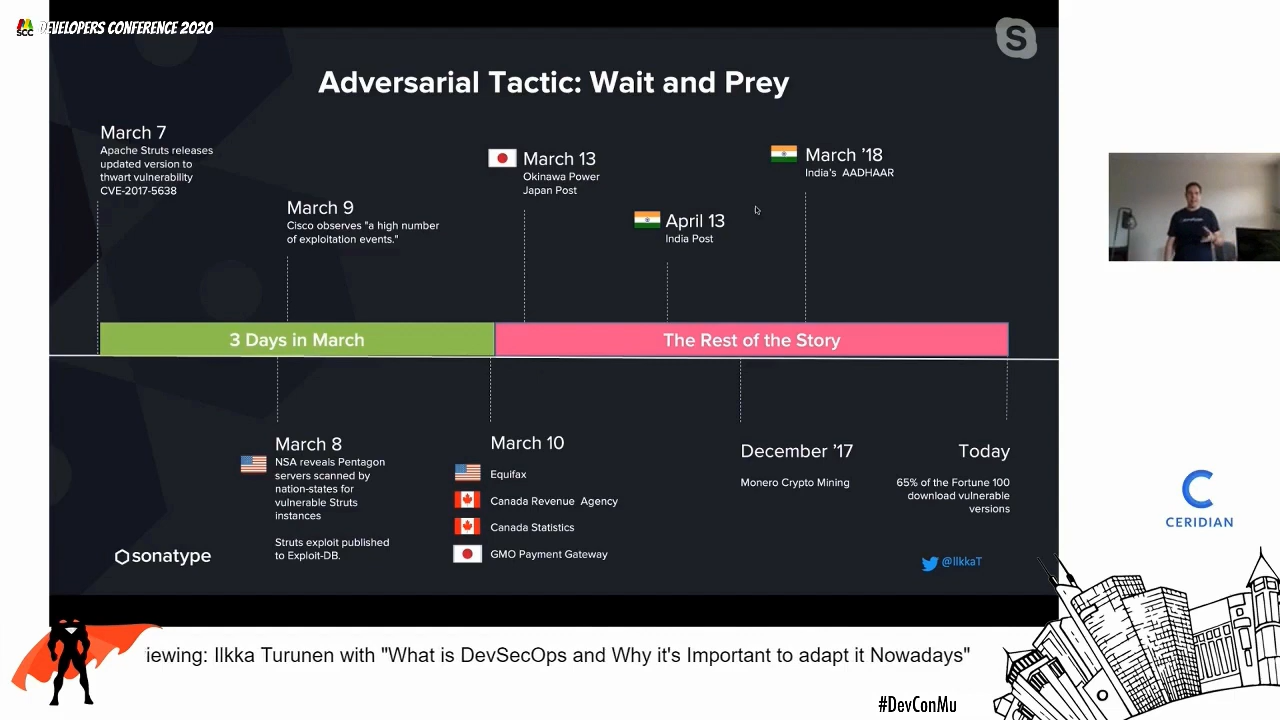 SCC
DEVELOPERS CONFERENCE 2020
S
Adversarial Tactic: Wait and Prey
March 7
Apache Struts releases
updated version to
thwart vulnerability
CVE-2017-5638
March 9
Cisco observes "a high number
of exploitation events."
March 13
Okinawa Power
Japan Post
April 13
India Post
March ’18
India's AADHAAR
3 Days in March
The Rest of the Story
March 8
NSA reveals Pentagon
servers scanned by
nation-states for
vulnerable Struts
instances
Struts exploit published
to Exploit-DB.
March 10
Equifax
Canada Revenue Agency
Canada Statistics
GMO Payment Gateway
December ’17
Monero Crypto Mining
Today
65% of the Fortune 100
download vulnerable
versions
sonatype
@IlkkaT
CERIDIAN
iewing: Ilkka Turunen with "What is DevSecOps and Why it's Important to adapt it Nowadays"
#DevConMu